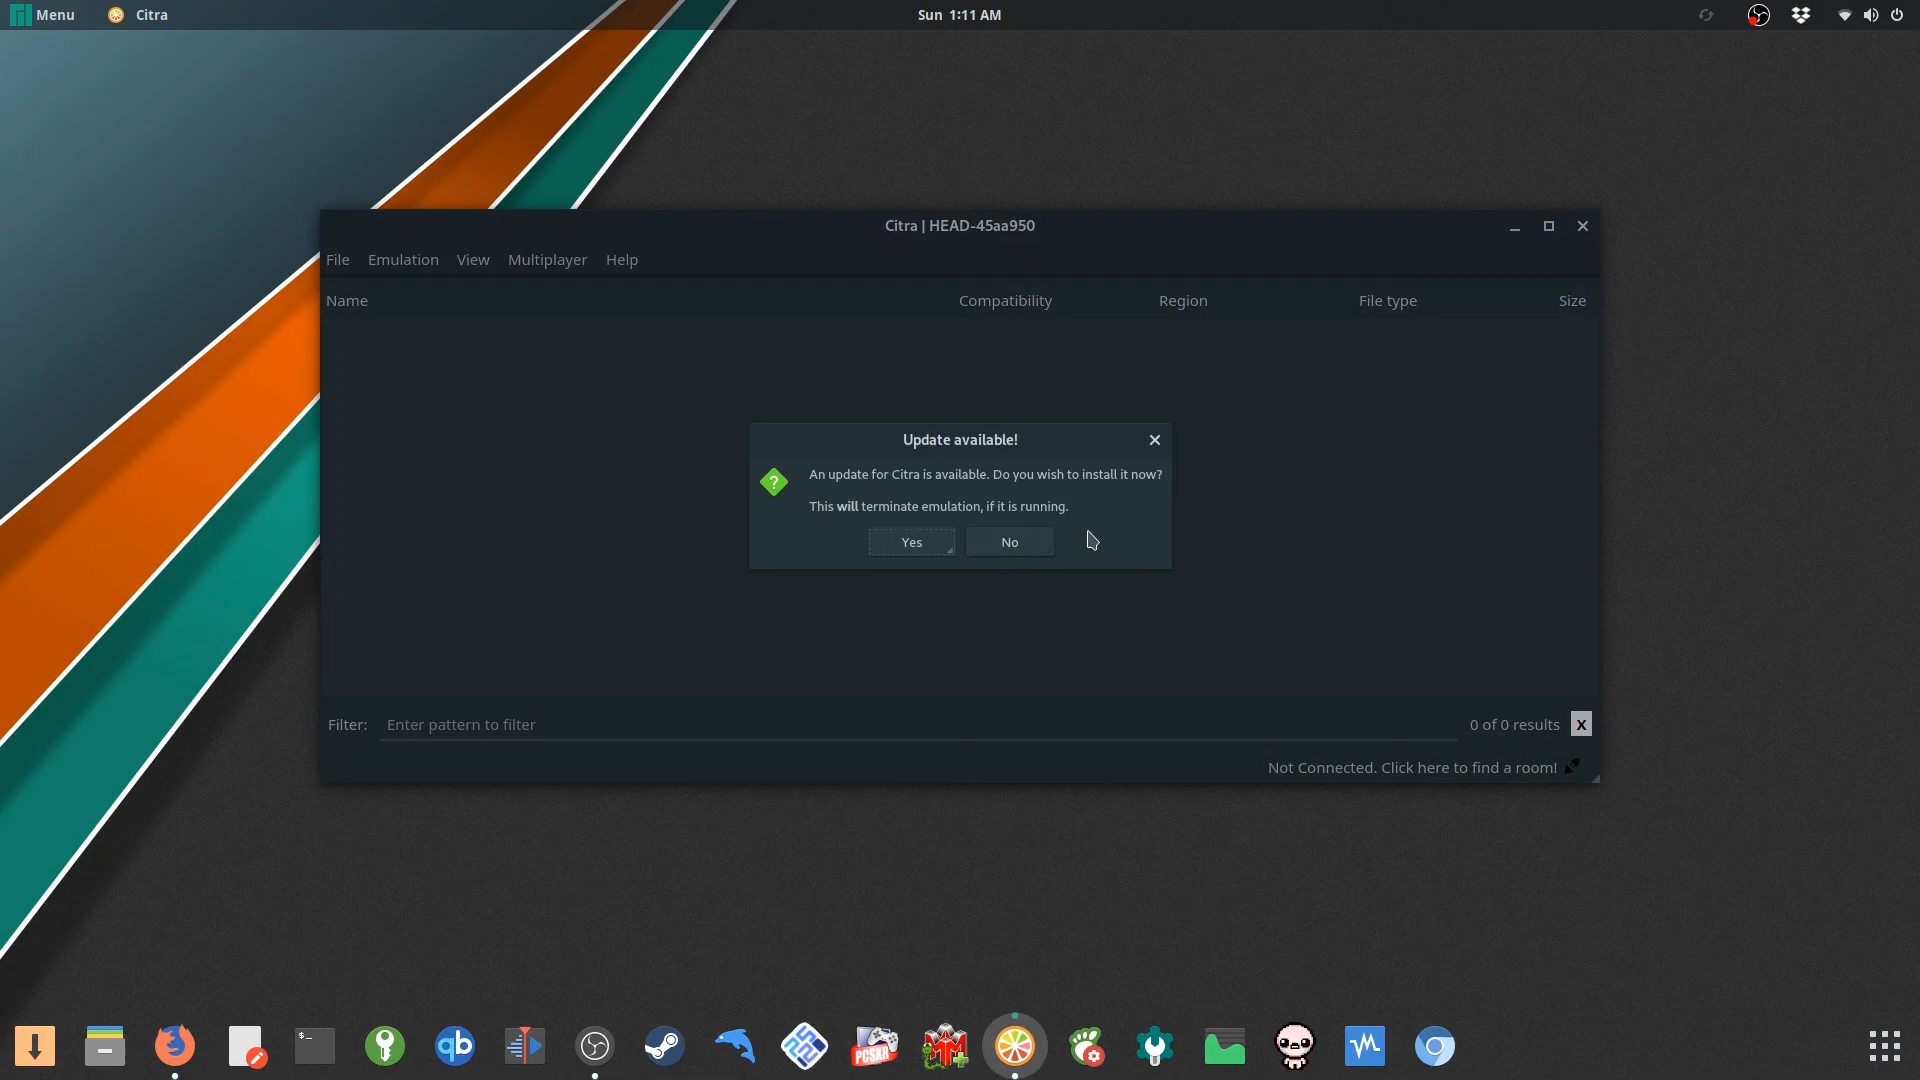 Menu Citra Sun 1:11 AM
Citra | HEAD-45aa950
File Emulation View Multiplayer Help
Name Compatibility Region File type Size
Update available!
? An update for Citra is available. Do you wish to install it now?
This will terminate emulation, if it is running.
Yes No
Filter: Enter pattern to filter 0 of 0 results X
Not Connected. Click here to find a room!
$_ qb PCSXR